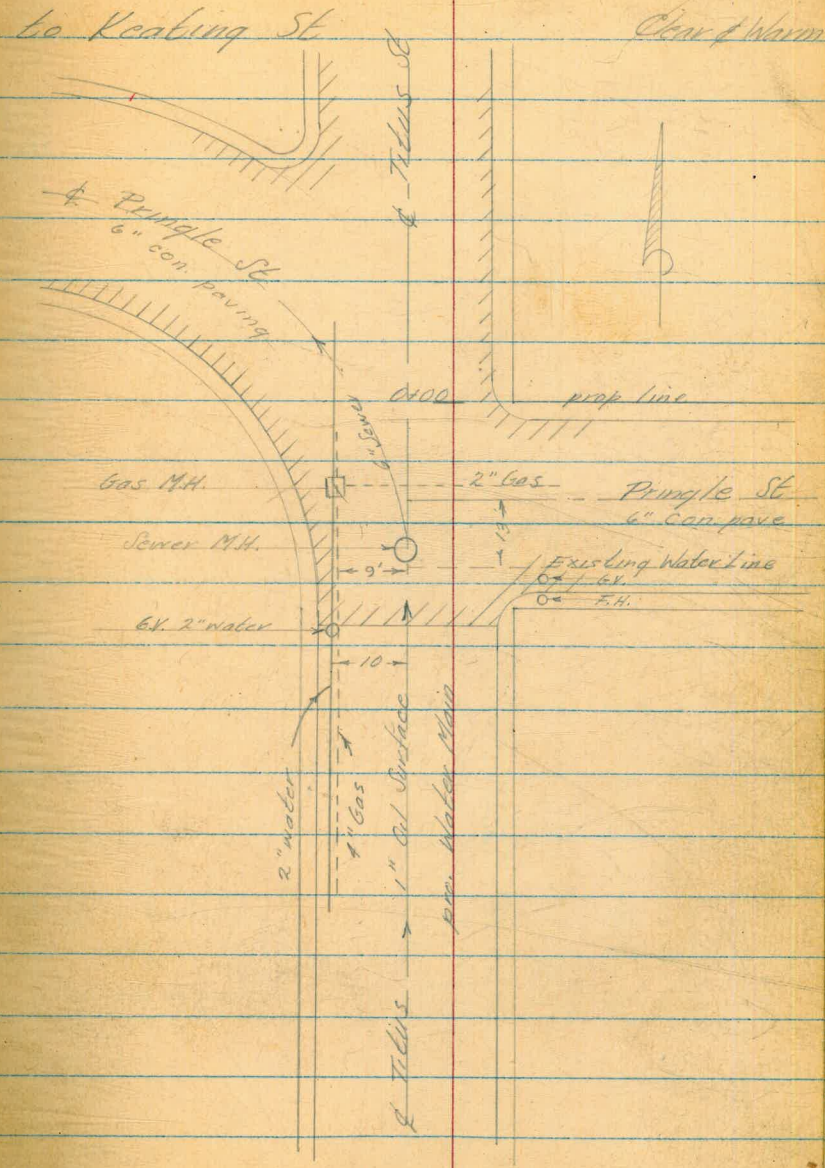 to Keating St
Clear & Warm
℄ Titus St
℄ Pringle St
6" con. paving
0+00
prop line
6" Sewer
Gas M.H.
2" Gas
Pringle St
6" Con. pave
13'
Sewer M.H.
9'
Existing Water Line
G.V.
F.H.
G.V. 2" water
10
2" water
4" Gas
1" Oil Surface
pro. Water Main
℄ Titus